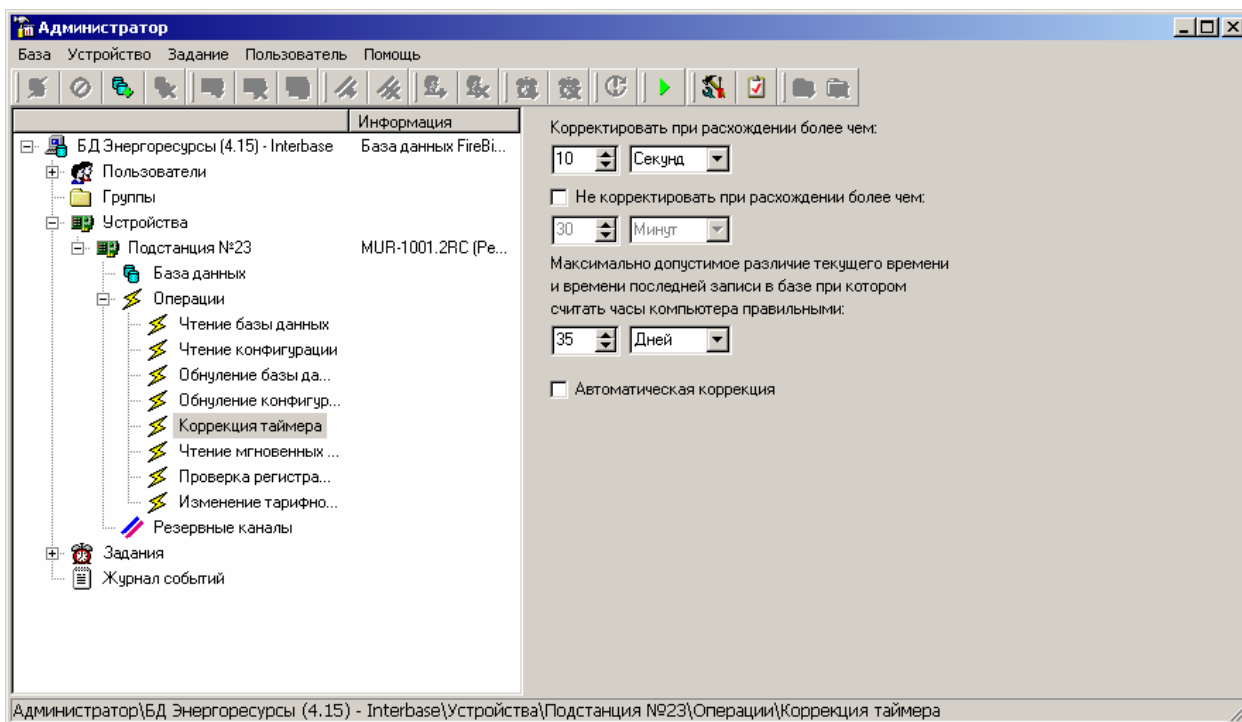 Администратор
База Устройство Задание Пользователь Помощь
Информация
БД Энергоресурсы (4.15) - Interbase База данных FireBi...
Пользователи
Группы
Устройства
Подстанция №23 MUR-1001.2RC (Ре...
База данных
Операции
Чтение базы данных
Чтение конфигурации
Обнуление базы да...
Обнуление конфигур...
Коррекция таймера
Чтение мгновенных ...
Проверка регистра...
Изменение тарифно...
Резервные каналы
Задания
Журнал событий
Корректировать при расхождении более чем:
10 Секунд
Не корректировать при расхождении более чем:
30 Минут
Максимально допустимое различие текущего времени
и времени последней записи в базе при котором
считать часы компьютера правильными:
35 Дней
Автоматическая коррекция
Администратор\БД Энергоресурсы (4.15) - Interbase\Устройства\Подстанция №23\Операции\Коррекция таймера